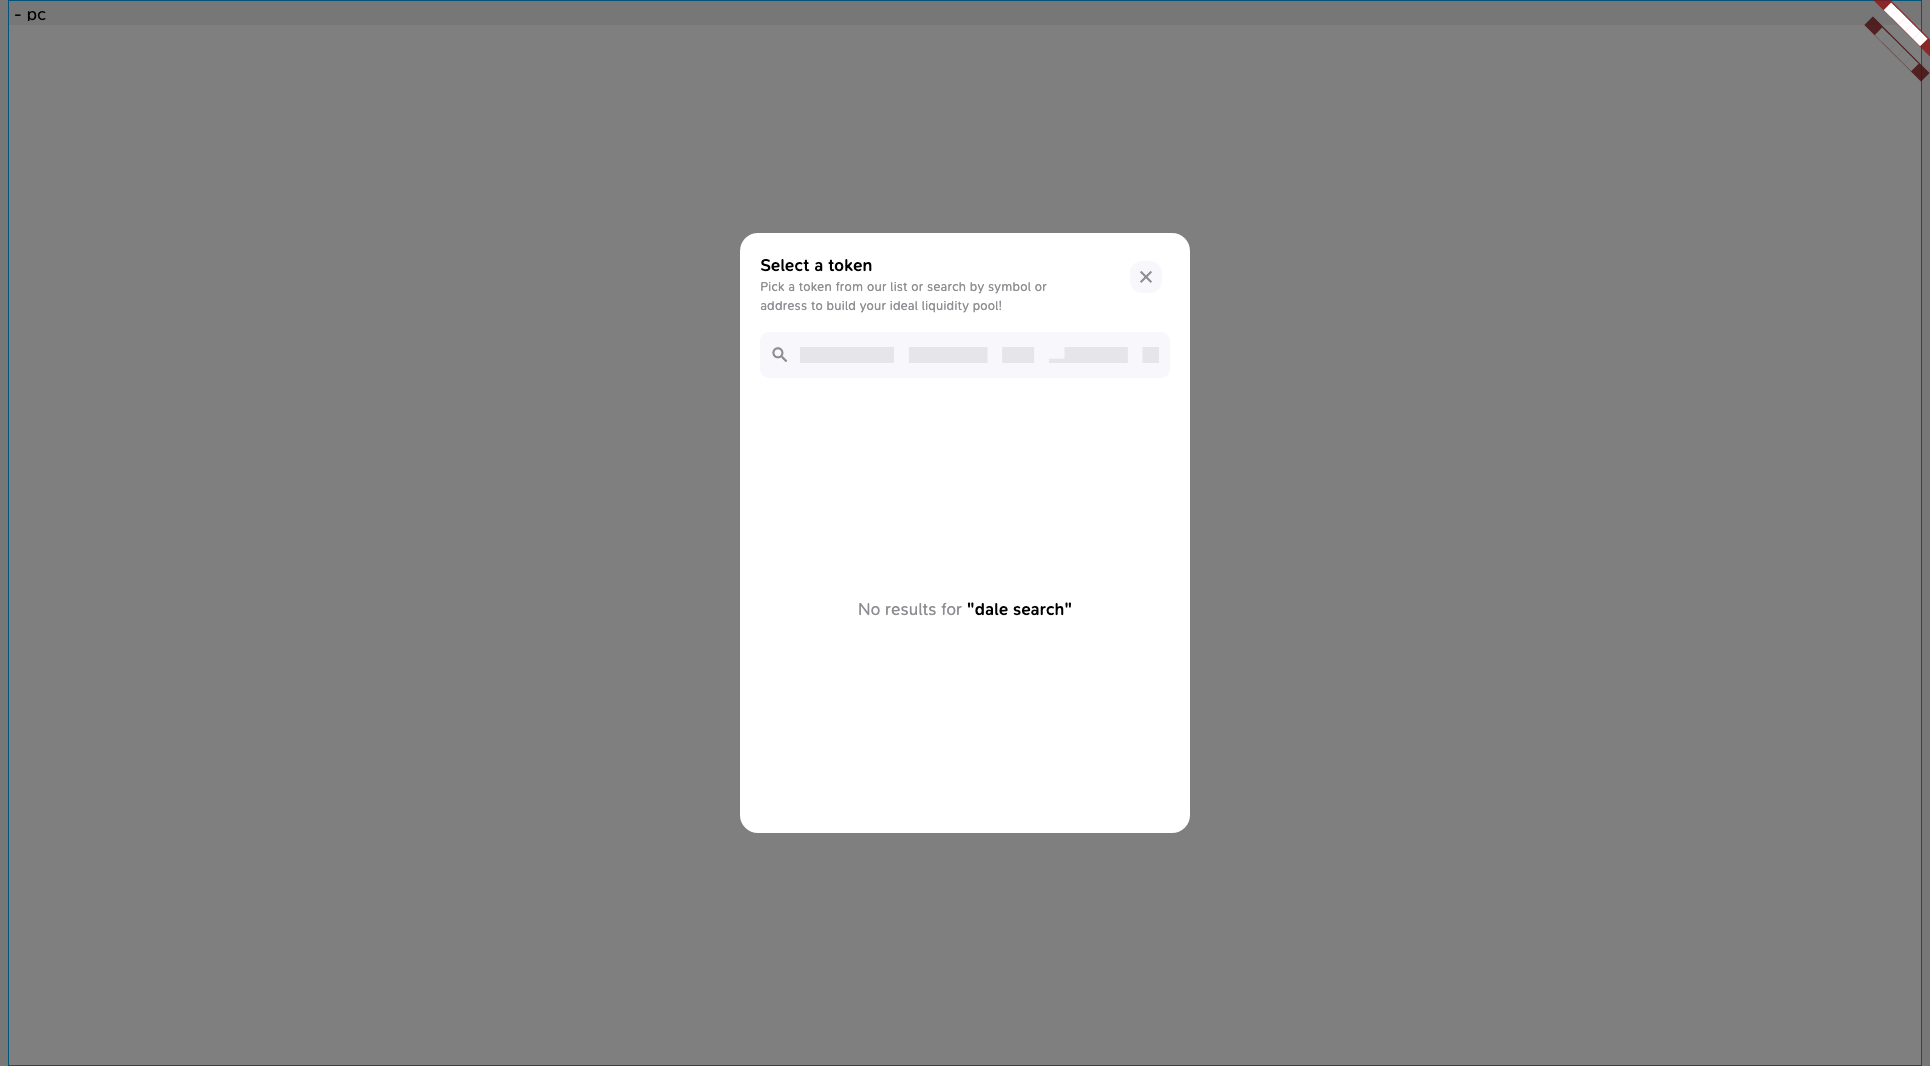 - pc
Select a token
Pick a token from our list or search by symbol or
address to build your ideal liquidity pool!
No results for "dale search"